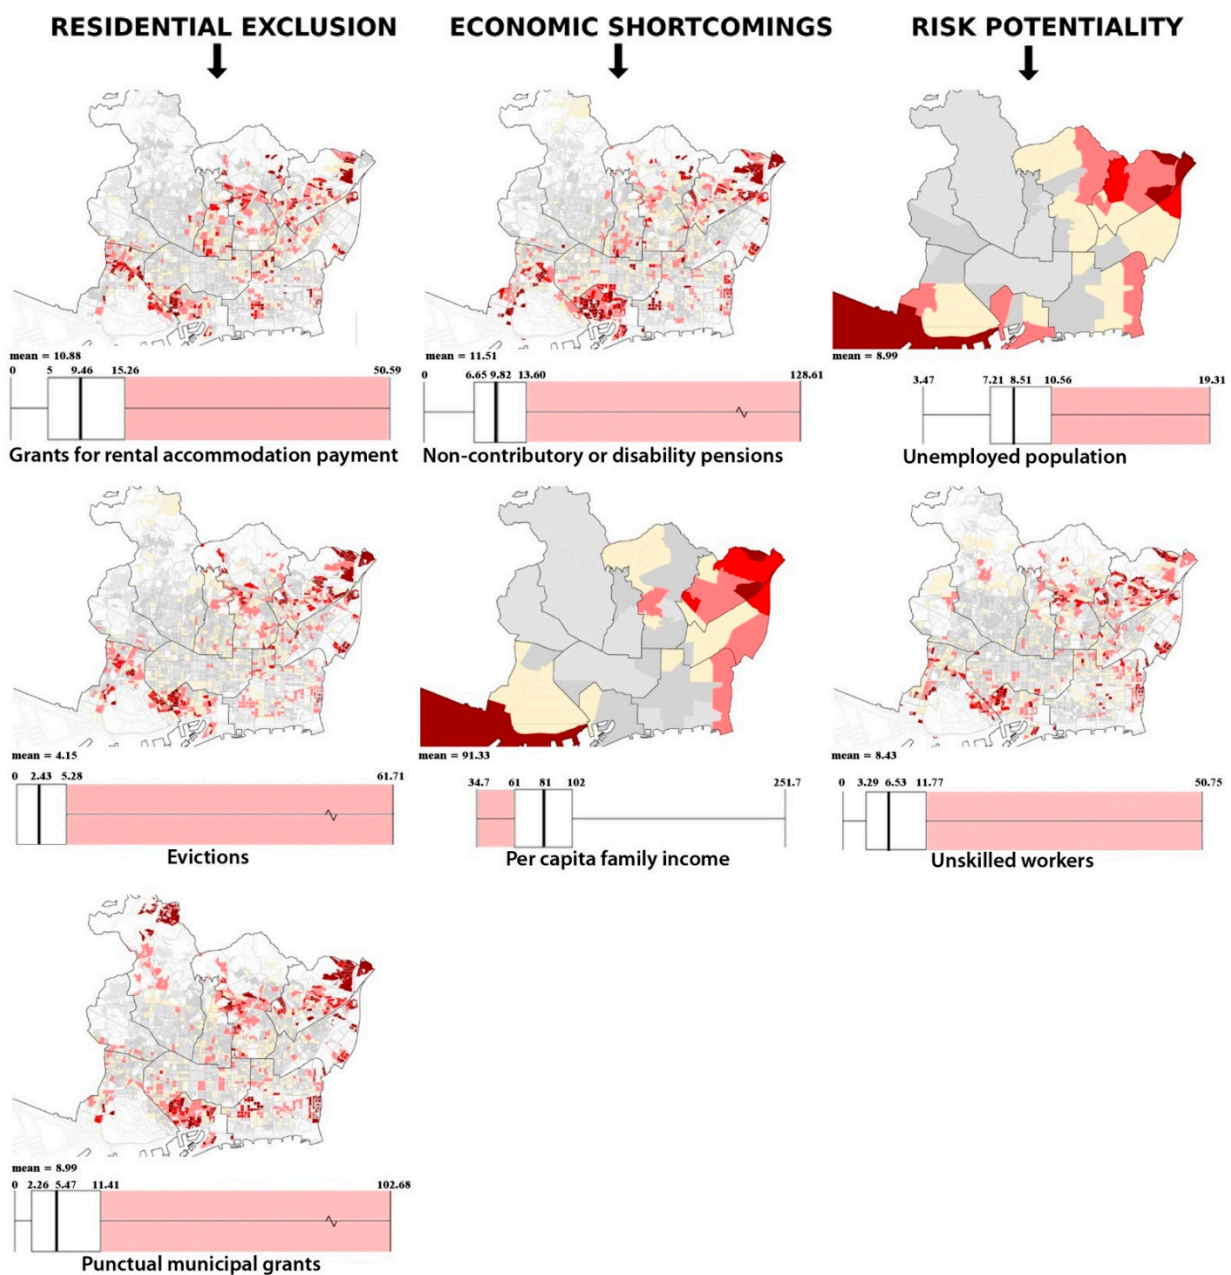 RESIDENTIAL EXCLUSION
ECONOMIC SHORTCOMINGS
RISK POTENTIALITY
mean = 10.88
0 5 9.46 15.26 50.59
Grants for rental accommodation payment
mean = 11.51
0 6.65 9.82 13.60 128.61
Non-contributory or disability pensions
mean = 8.99
3.47 7.21 8.51 10.56 19.31
Unemployed population
mean = 4.15
0 2.43 5.28 61.71
Evictions
mean = 91.33
34.7 61 81 102 251.7
Per capita family income
mean = 8.43
0 3.29 6.53 11.77 50.75
Unskilled workers
mean = 8.99
0 2.26 5.47 11.41 102.68
Punctual municipal grants